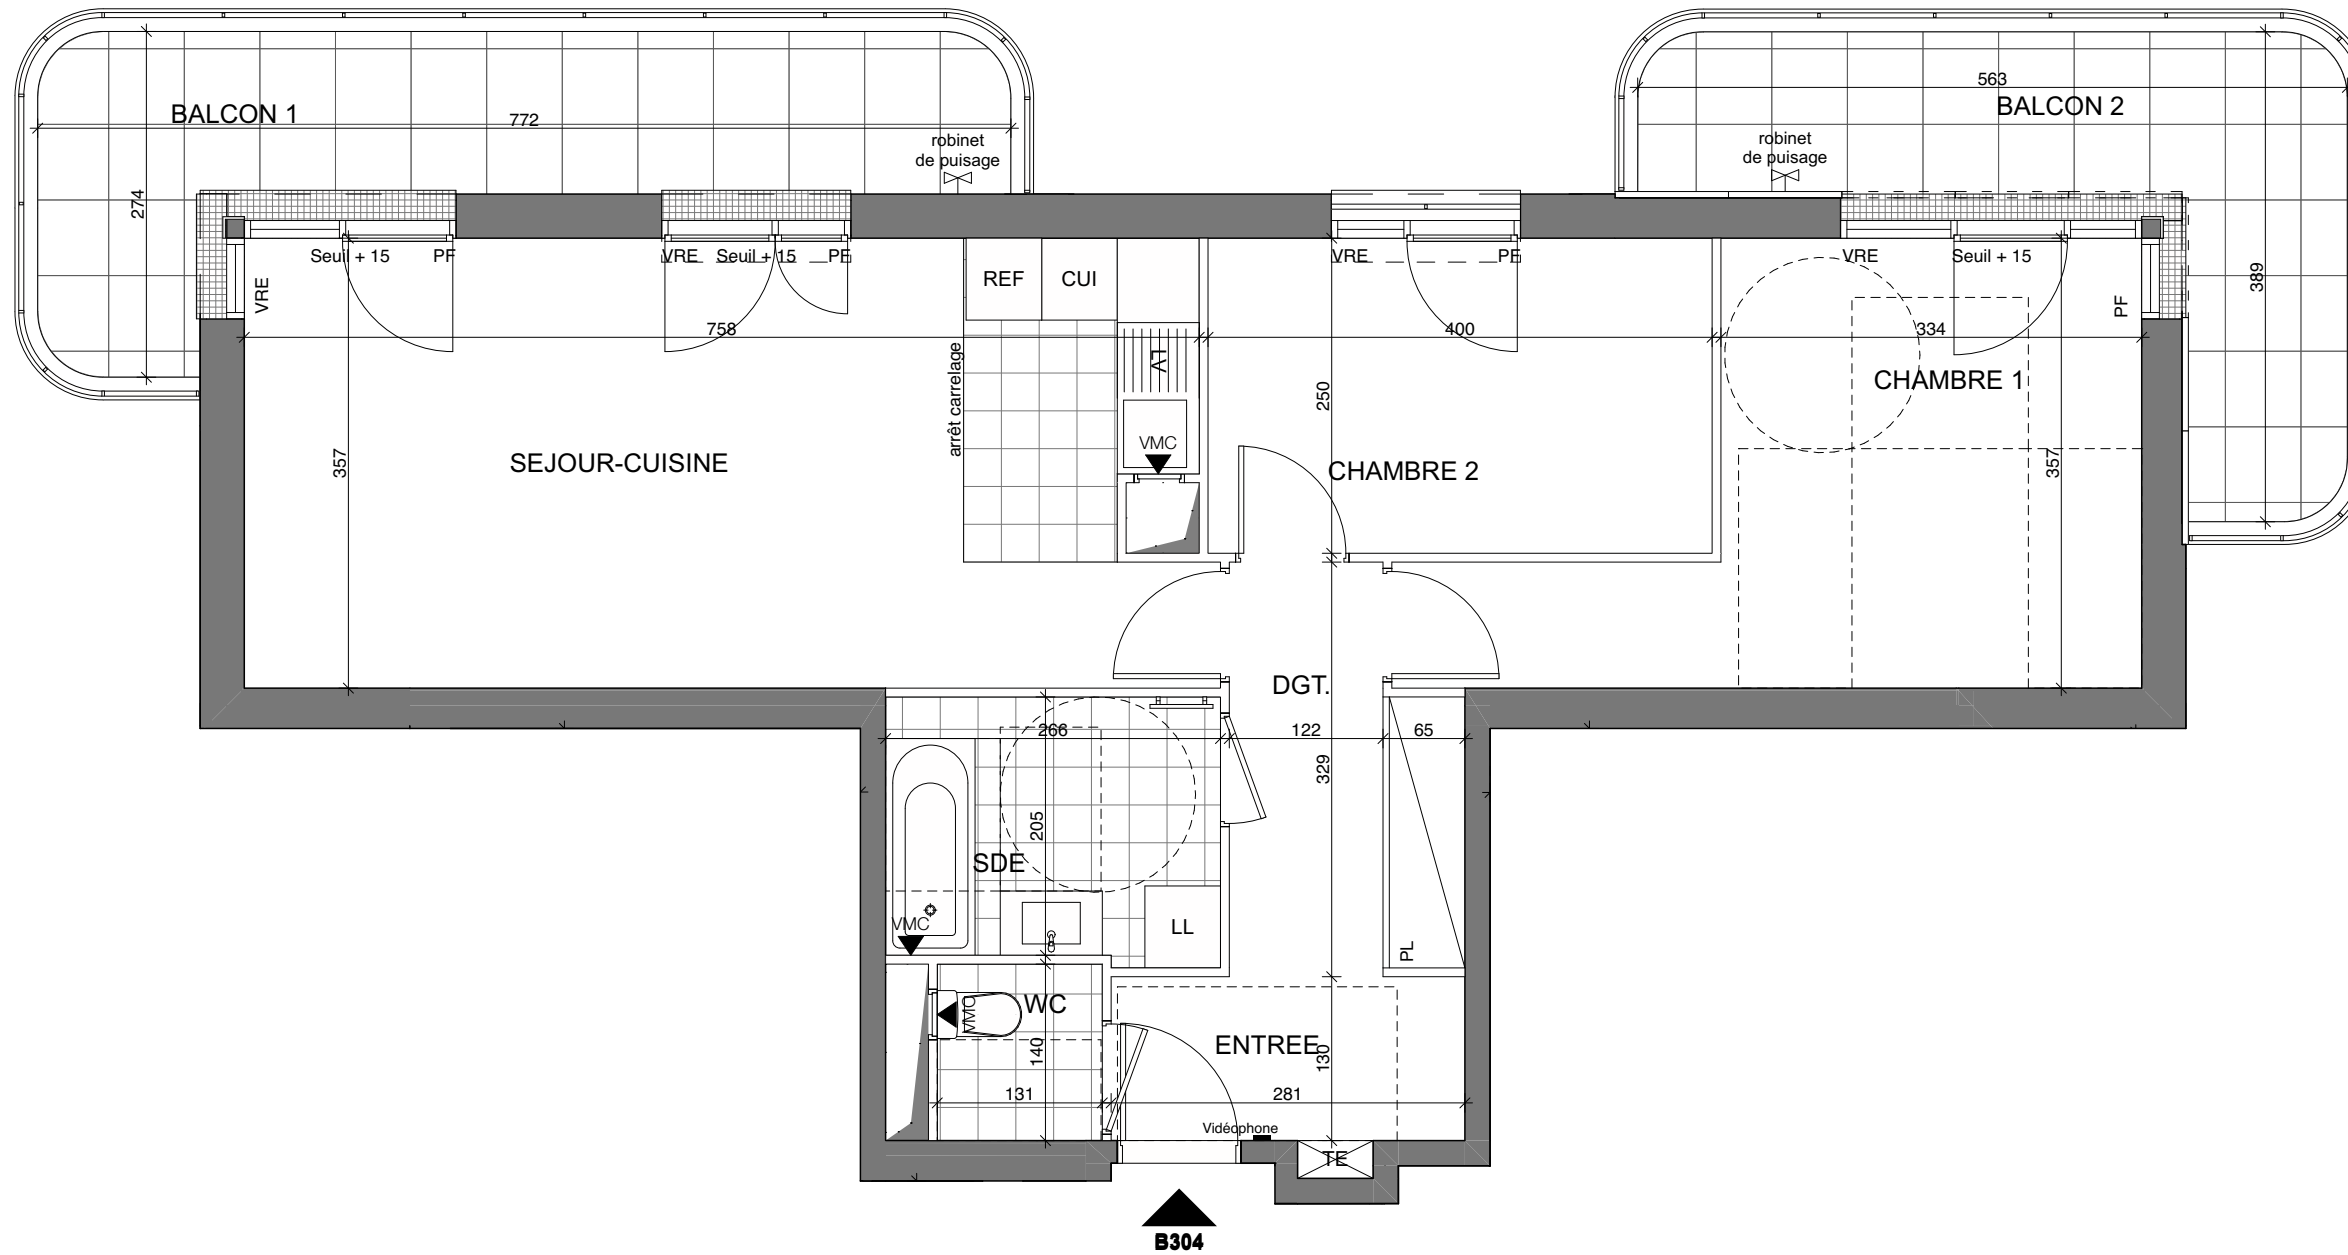 563
BALCON 2
BALCON 1
772
robinet
de puisage
robinet
de puisage
274
389
Seuil + 15
PF
VRE
Seuil + 15
PF
VRE
PF
VRE
Seuil + 15
VRE
PF
REF
CUI
758
400
334
LV
arrêt carrelage
250
CHAMBRE 1
VMC
SEJOUR-CUISINE
357
CHAMBRE 2
357
DGT.
266
122
65
329
205
SDE
VMC
LL
PL
WC
VMC
140
ENTREE
130
131
281
Vidéophone
TE
B304